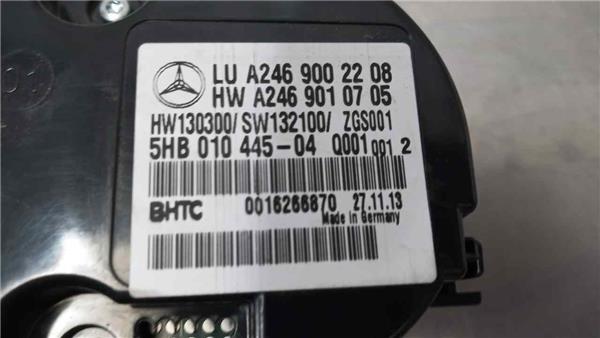 LU A246 900 22 08
HW A246 901 07 05
HW130300/ SW132100/ ZGS001
5HB 010 445-04 Q001 001 2
BHTC 0016266870 27.11.13
Made in Germany